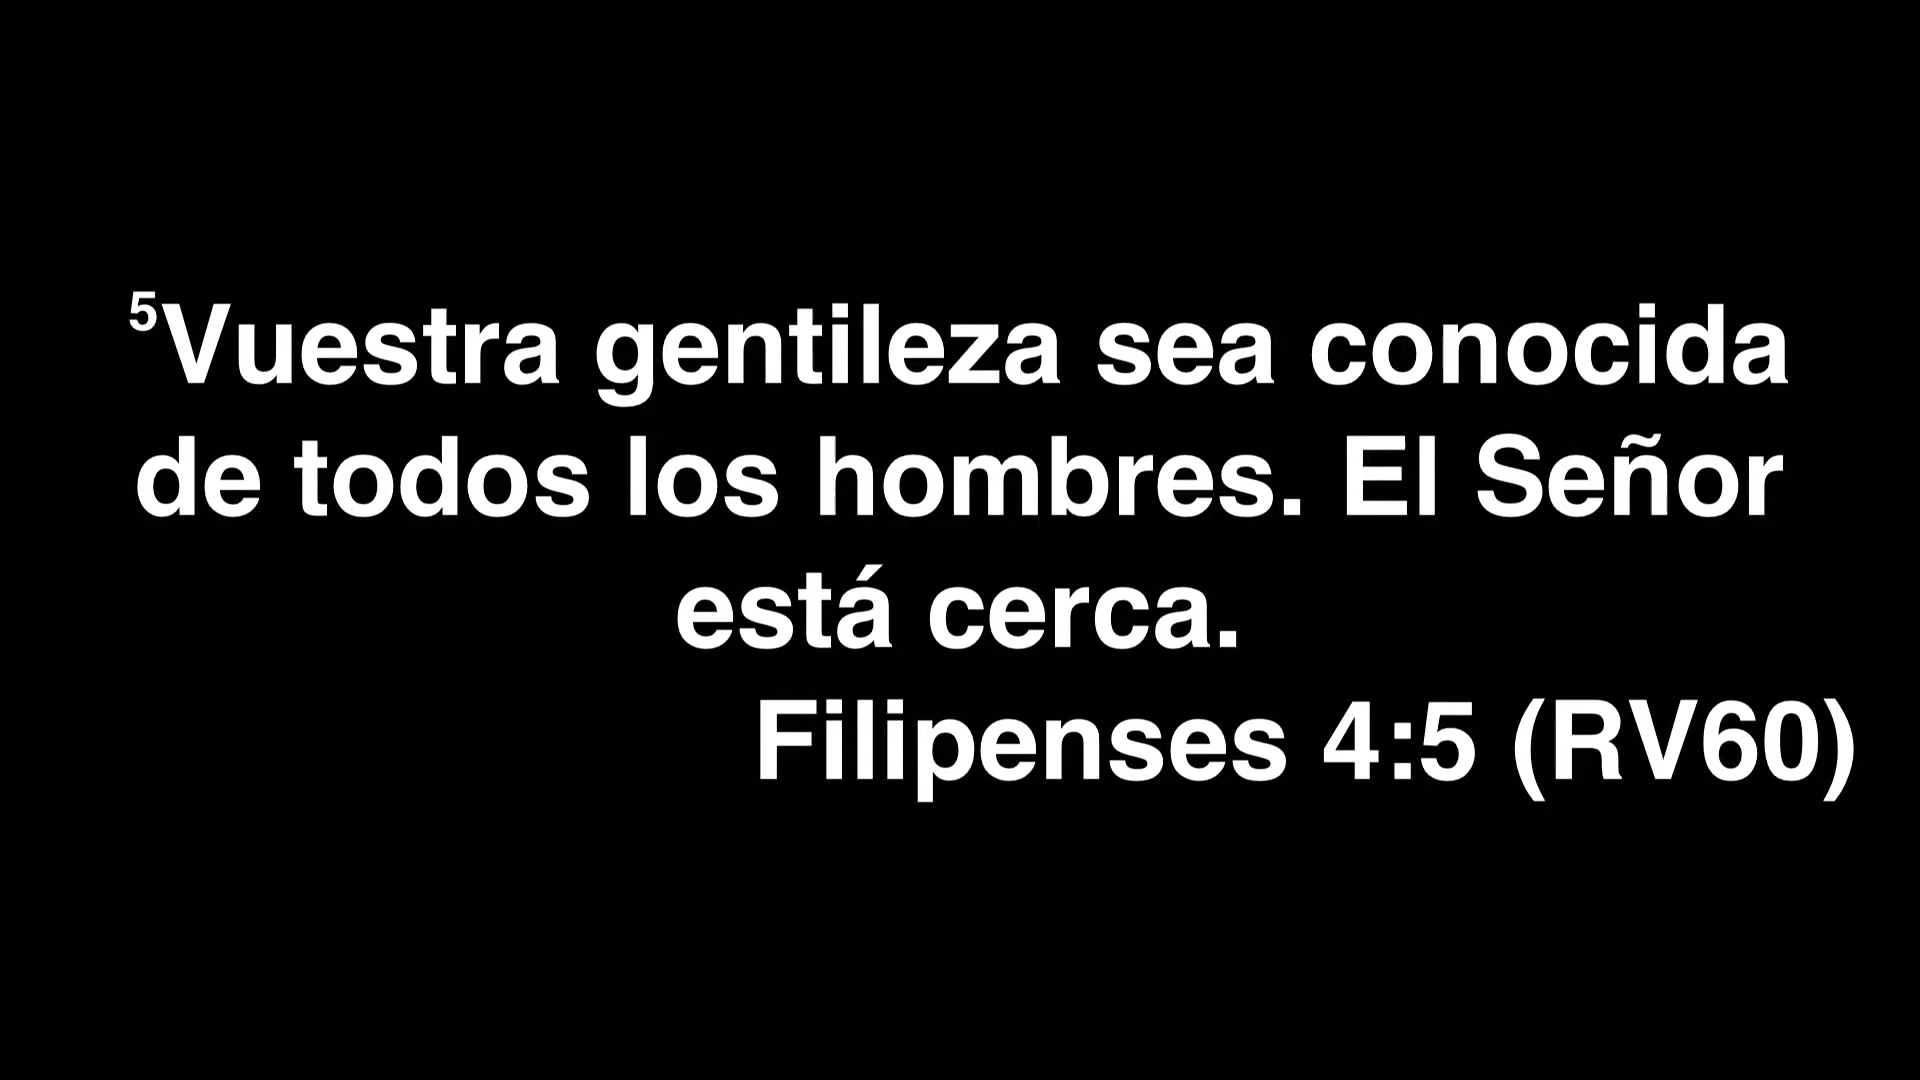 ⁵Vuestra gentileza sea conocida
de todos los hombres. El Señor
está cerca.
Filipenses 4:5 (RV60)